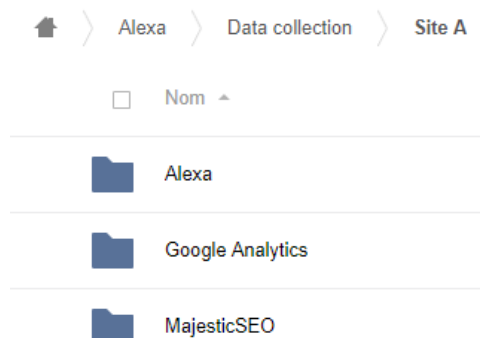 Alexa Data collection Site A
Nom
Alexa
Google Analytics
MajesticSEO